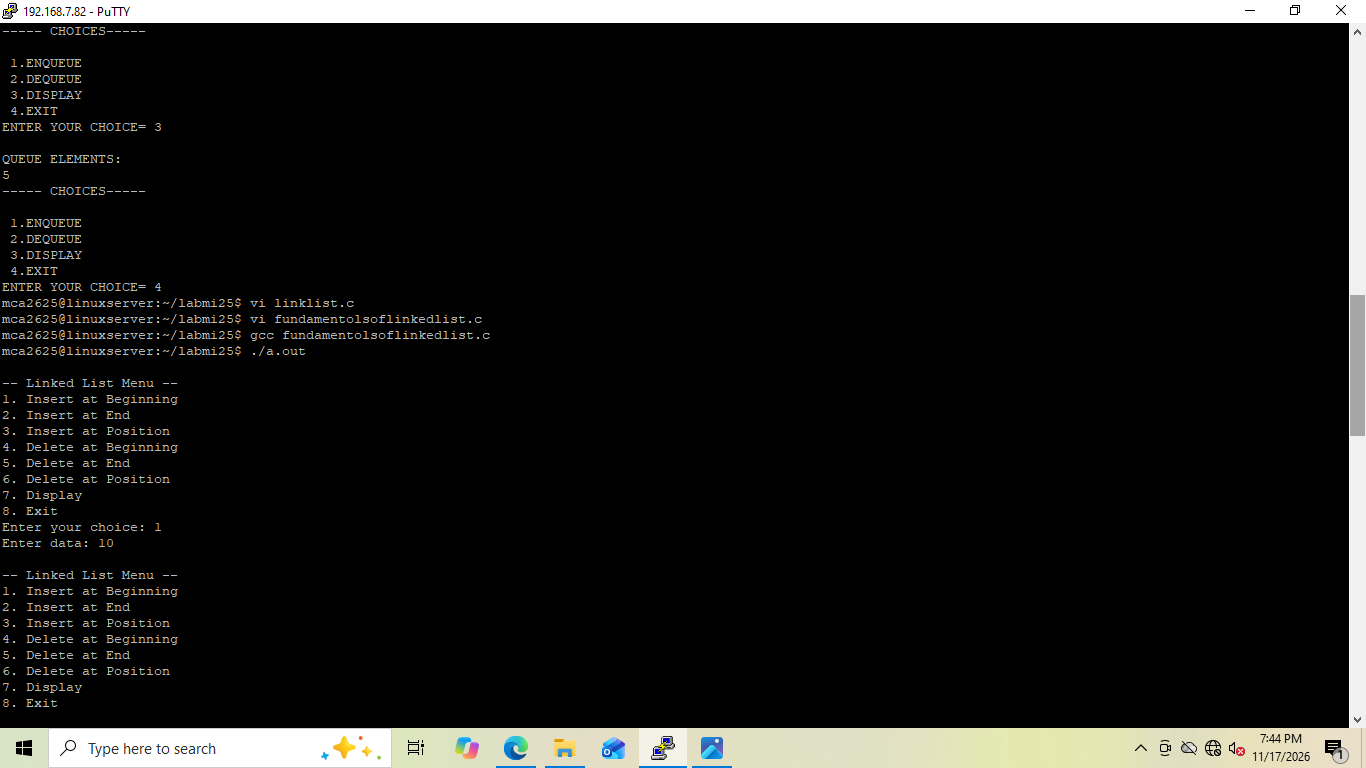 192.168.7.82 - PuTTY
----- CHOICES-----
1.ENQUEUE
2.DEQUEUE
3.DISPLAY
4.EXIT
ENTER YOUR CHOICE= 3
QUEUE ELEMENTS:
5
----- CHOICES-----
1.ENQUEUE
2.DEQUEUE
3.DISPLAY
4.EXIT
ENTER YOUR CHOICE= 4
mca2625@linuxserver:~/labmi25$ vi linklist.c
mca2625@linuxserver:~/labmi25$ vi fundamentolsoflinkedlist.c
mca2625@linuxserver:~/labmi25$ gcc fundamentolsoflinkedlist.c
mca2625@linuxserver:~/labmi25$ ./a.out
-- Linked List Menu --
1. Insert at Beginning
2. Insert at End
3. Insert at Position
4. Delete at Beginning
5. Delete at End
6. Delete at Position
7. Display
8. Exit
Enter your choice: 1
Enter data: 10
-- Linked List Menu --
1. Insert at Beginning
2. Insert at End
3. Insert at Position
4. Delete at Beginning
5. Delete at End
6. Delete at Position
7. Display
8. Exit
Type here to search
7:44 PM
11/17/2026
1